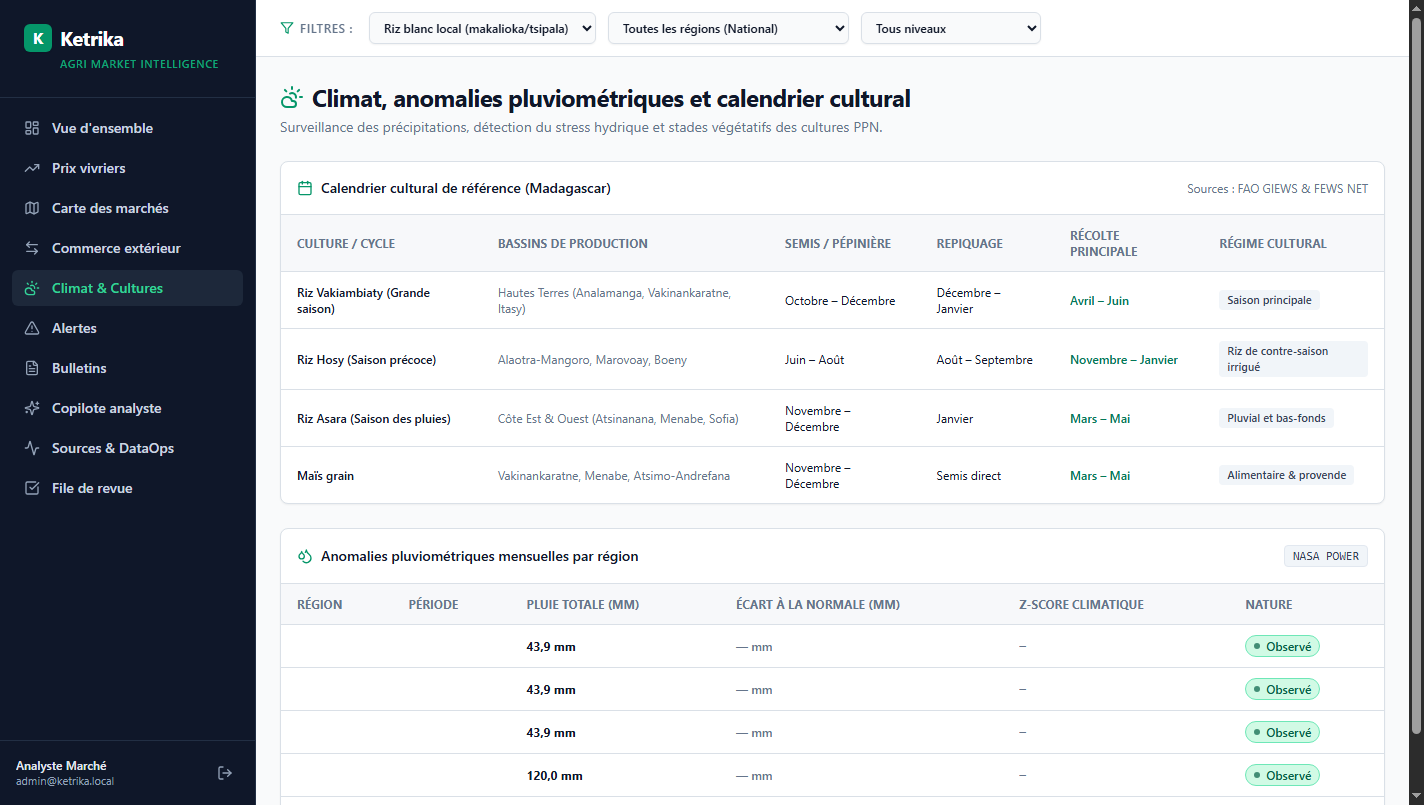 K
Ketrika
AGRI MARKET INTELLIGENCE
Vue d'ensemble
Prix vivriers
Carte des marchés
Commerce extérieur
Climat & Cultures
Alertes
Bulletins
Copilote analyste
Sources & DataOps
File de revue
Analyste Marché
admin@ketrika.local
FILTRES :
Riz blanc local (makalioka/tsipala)
Toutes les régions (National)
Tous niveaux
Climat, anomalies pluviométriques et calendrier cultural
Surveillance des précipitations, détection du stress hydrique et stades végétatifs des cultures PPN.
Calendrier cultural de référence (Madagascar)
Sources : FAO GIEWS & FEWS NET
CULTURE / CYCLE
BASSINS DE PRODUCTION
SEMIS / PÉPINIÈRE
REPIQUAGE
RÉCOLTE
PRINCIPALE
RÉGIME CULTURAL
Riz Vakiambiaty (Grande
saison)
Hautes Terres (Analamanga, Vakinankaratne,
Itasy)
Octobre – Décembre
Décembre –
Janvier
Avril – Juin
Saison principale
Riz Hosy (Saison précoce)
Alaotra-Mangoro, Marovoay, Boeny
Juin – Août
Août – Septembre
Novembre – Janvier
Riz de contre-saison
irrigué
Riz Asara (Saison des pluies)
Côte Est & Ouest (Atsinanana, Menabe, Sofia)
Novembre –
Décembre
Janvier
Mars – Mai
Pluvial et bas-fonds
Maïs grain
Vakinankaratne, Menabe, Atsimo-Andrefana
Novembre –
Décembre
Semis direct
Mars – Mai
Alimentaire & provende
Anomalies pluviométriques mensuelles par région
NASA POWER
RÉGION
PÉRIODE
PLUIE TOTALE (MM)
ÉCART À LA NORMALE (MM)
Z-SCORE CLIMATIQUE
NATURE
43,9 mm
— mm
–
Observé
43,9 mm
— mm
–
Observé
43,9 mm
— mm
–
Observé
120,0 mm
— mm
–
Observé